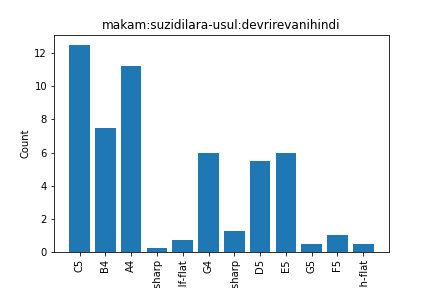 makam:suzidilara-usul:devrirevanihindi
12
10
8
6
4
2
0
Count
C5
B4
A4
sharp
lf-flat
G4
sharp
D5
E5
G5
F5
h-flat